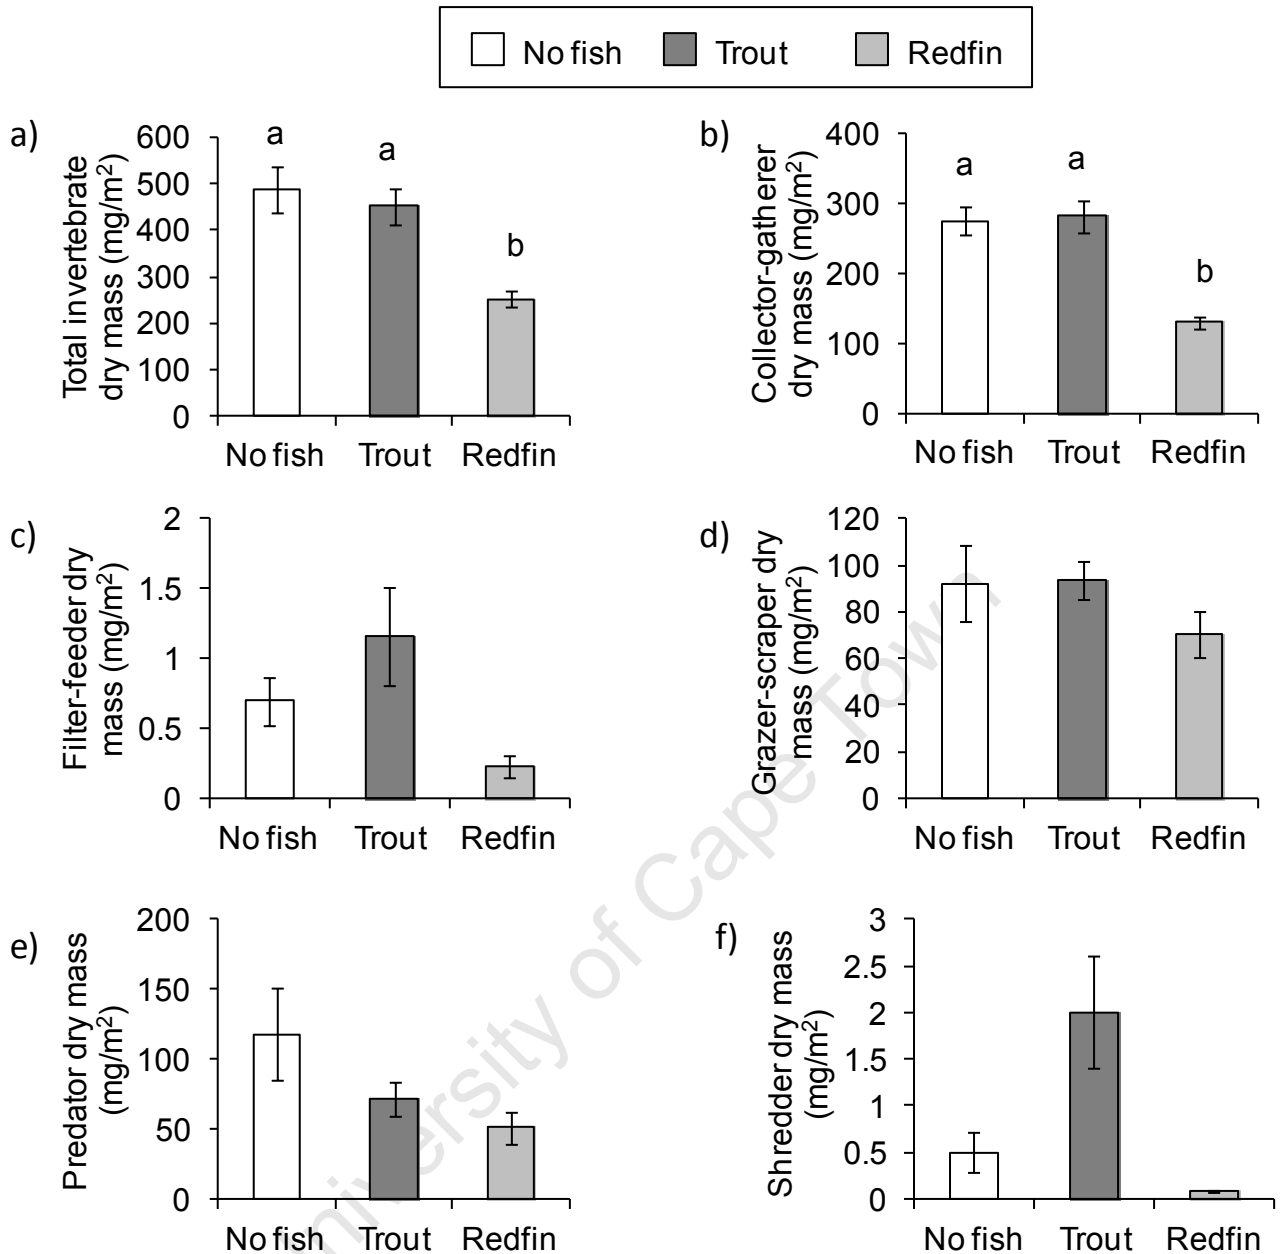 No fish Trout Redfin
a)
Total invertebrate
dry mass (mg/m²)
600
500
400
300
200
100
0
a
a
b
No fish Trout Redfin
b)
Collector-gatherer
dry mass (mg/m²)
400
300
200
100
0
a
a
b
No fish Trout Redfin
c)
Filter-feeder dry
mass (mg/m²)
2
1.5
1
0.5
0
No fish Trout Redfin
d)
Grazer-scraper dry
mass (mg/m²)
120
100
80
60
40
20
0
No fish Trout Redfin
e)
Predator dry mass
(mg/m²)
200
150
100
50
0
No fish Trout Redfin
f)
Shredder dry mass
(mg/m²)
3
2.5
2
1.5
1
0.5
0
No fish Trout Redfin
University of Cape Town